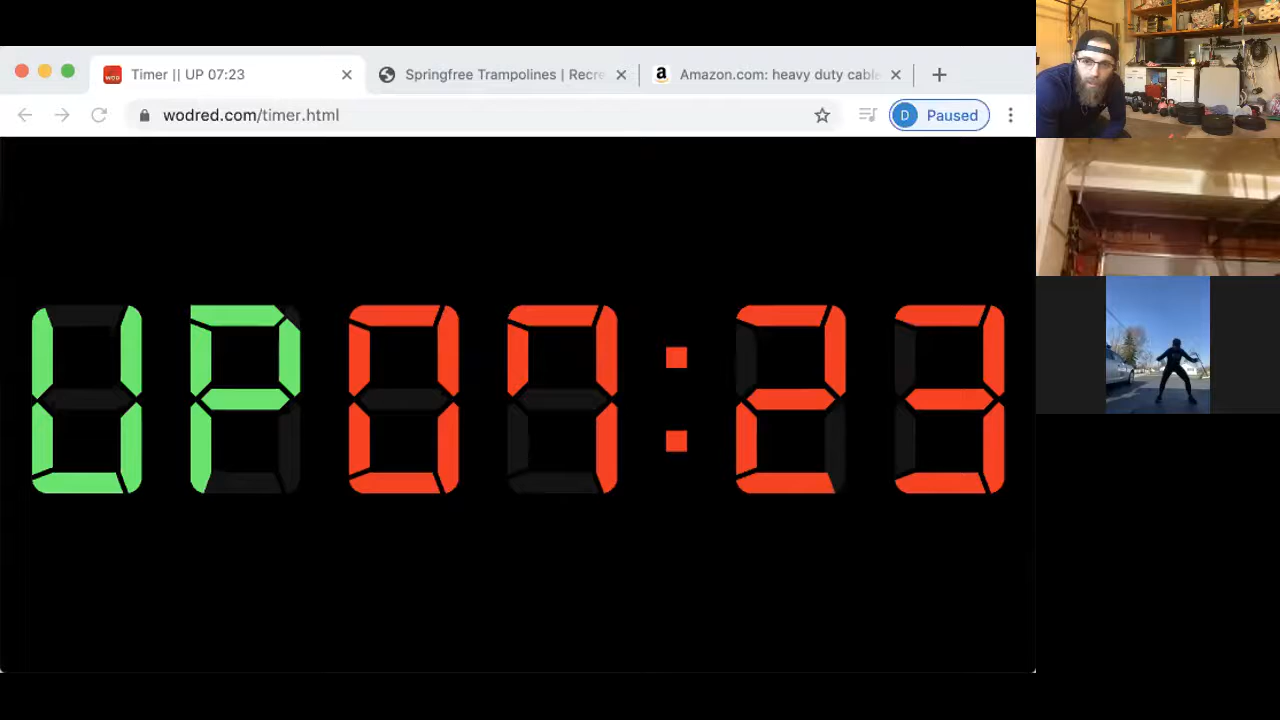 Timer || UP 07:23
Springfree Trampolines | Recre
Amazon.com: heavy duty cable
wodred.com/timer.html
D Paused
UP 07:23